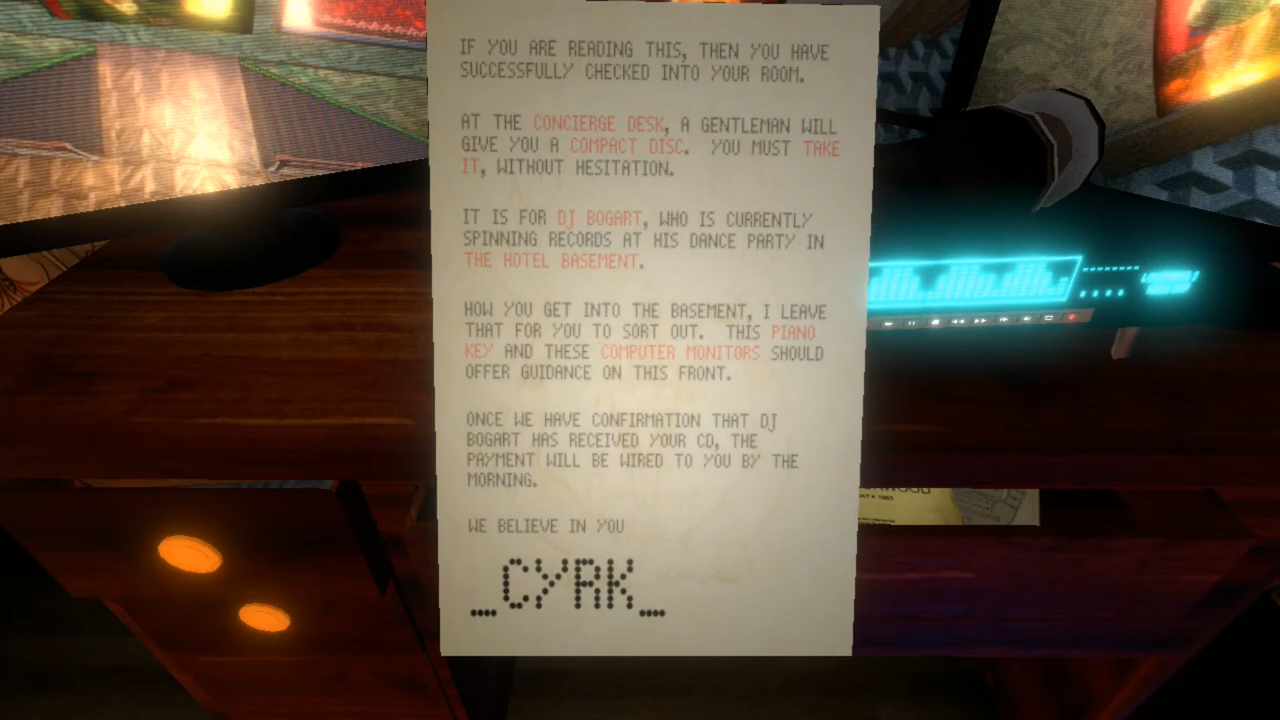 IF YOU ARE READING THIS, THEN YOU HAVE
SUCCESSFULLY CHECKED INTO YOUR ROOM.
AT THE CONCIERGE DESK, A GENTLEMAN WILL
GIVE YOU A COMPACT DISC. YOU MUST TAKE
IT, WITHOUT HESITATION.
IT IS FOR DJ BOGART, WHO IS CURRENTLY
SPINNING RECORDS AT HIS DANCE PARTY IN
THE HOTEL BASEMENT.
HOW YOU GET INTO THE BASEMENT, I LEAVE
THAT FOR YOU TO SORT OUT. THIS PIANO
KEY AND THESE COMPUTER MONITORS SHOULD
OFFER GUIDANCE ON THIS FRONT.
ONCE WE HAVE CONFIRMATION THAT DJ
BOGART HAS RECEIVED YOUR CD, THE
PAYMENT WILL BE WIRED TO YOU BY THE
MORNING.
WE BELIEVE IN YOU
_CYRK_